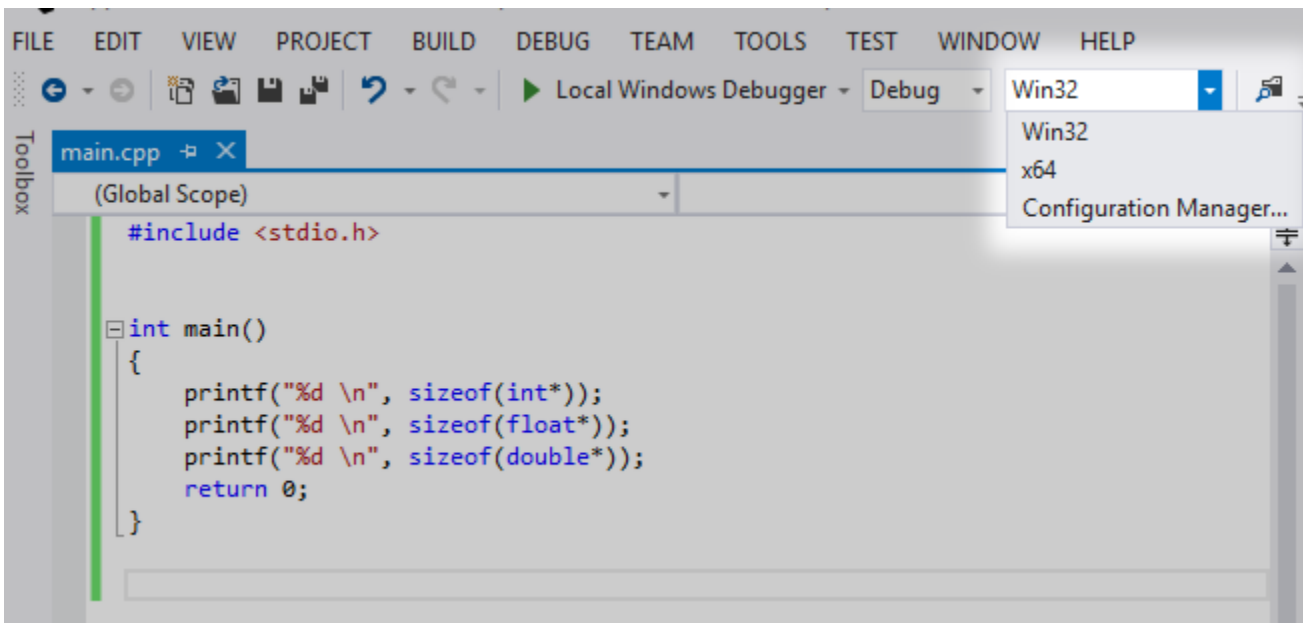 FILE EDIT VIEW PROJECT BUILD DEBUG TEAM TOOLS TEST WINDOW HELP
Local Windows Debugger Debug Win32
Win32
x64
Configuration Manager...
Toolbox
main.cpp
(Global Scope)
#include <stdio.h>
int main()
{
printf("%d \n", sizeof(int*));
printf("%d \n", sizeof(float*));
printf("%d \n", sizeof(double*));
return 0;
}